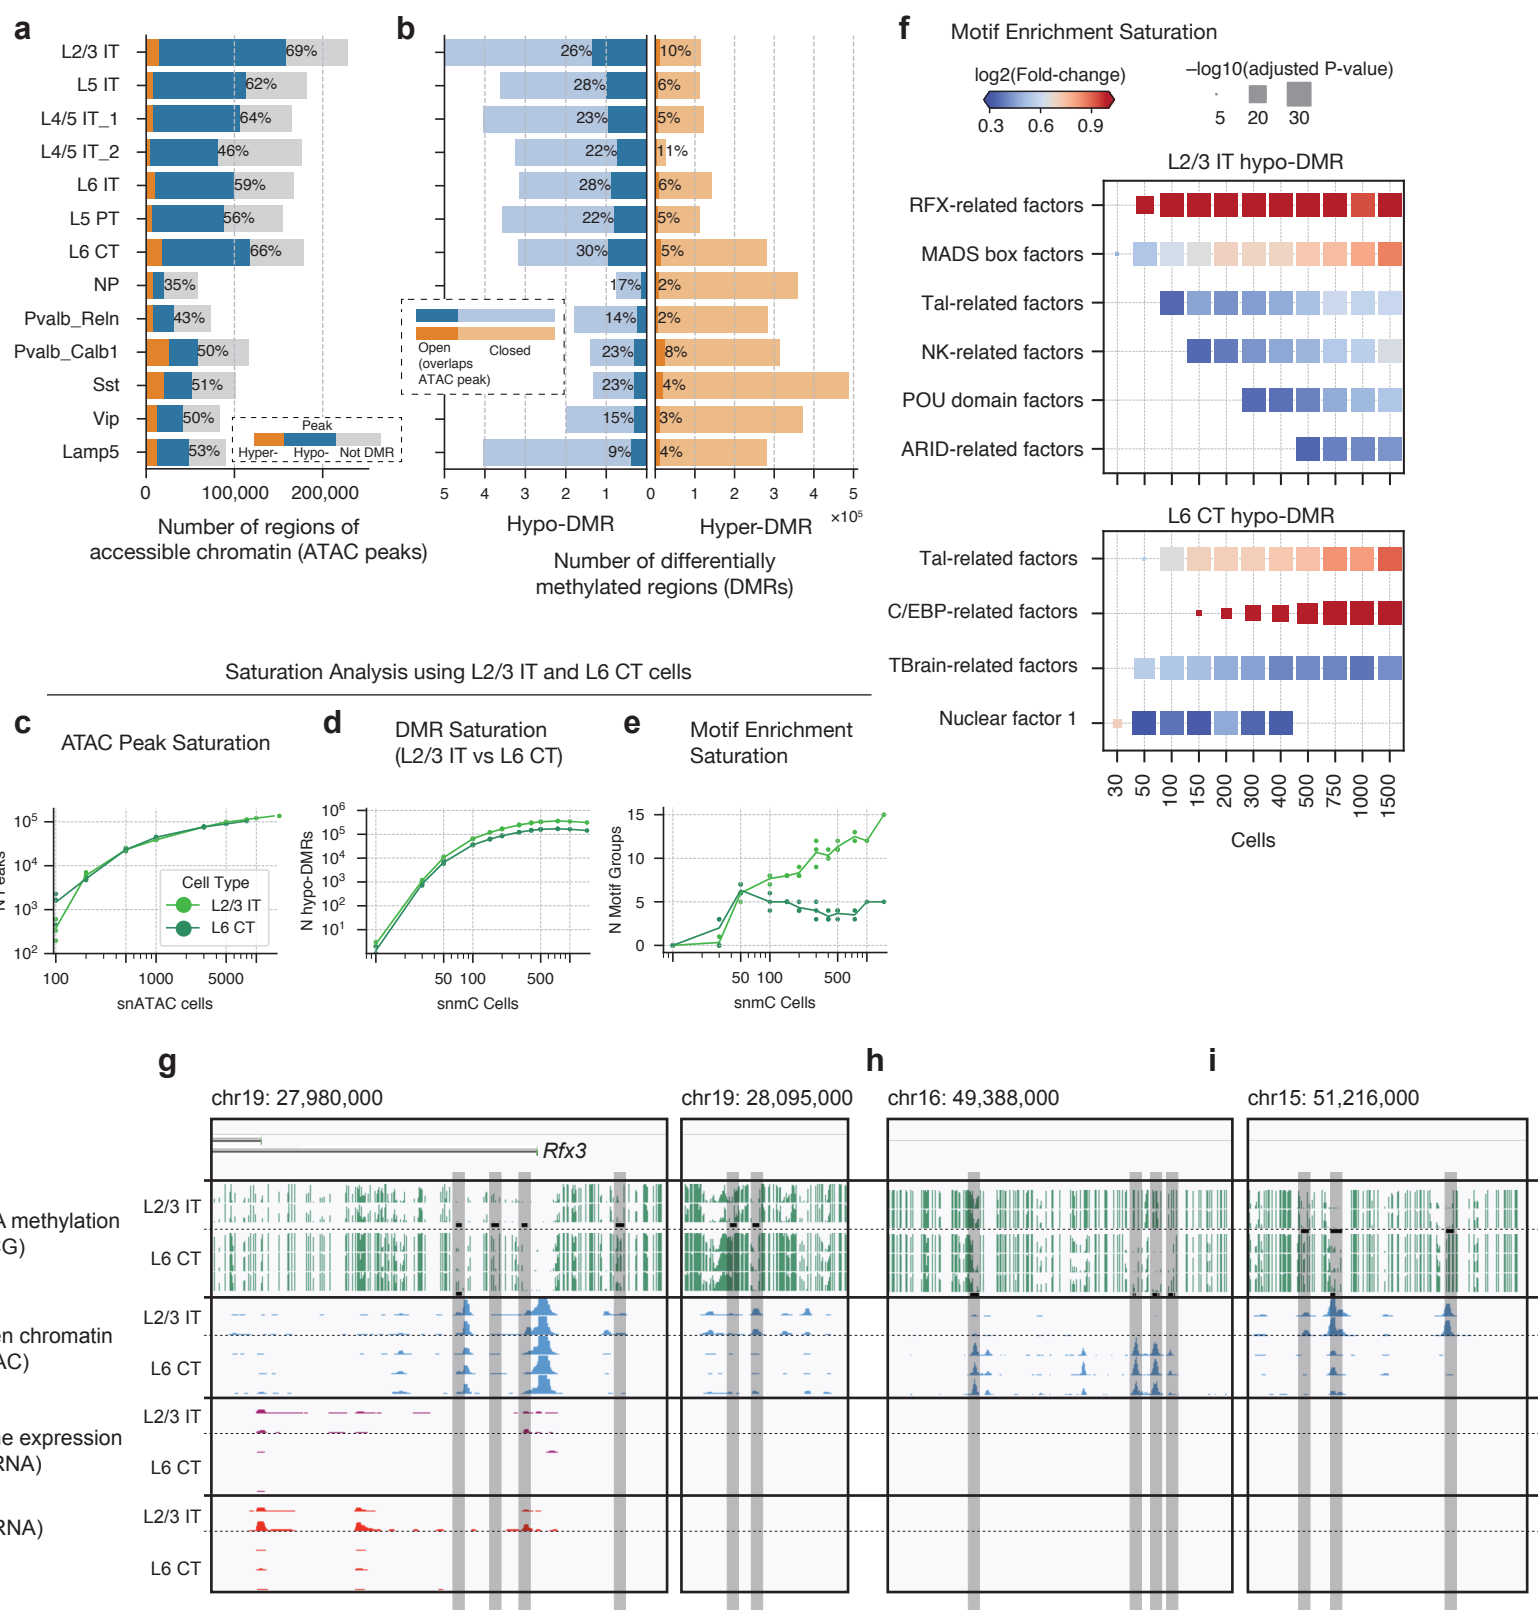 a
L2/3 IT
L5 IT
L4/5 IT_1
L4/5 IT_2
L6 IT
L5 PT
L6 CT
NP
Pvalb_Reln
Pvalb_Calb1
Sst
Vip
Lamp5
69%
62%
64%
46%
59%
56%
66%
35%
43%
50%
51%
50%
53%
Peak
Hyper- Hypo- Not DMR
0 100,000 200,000
Number of regions of
accessible chromatin (ATAC peaks)
b
26% 10%
28% 6%
23% 5%
22% 11%
28% 6%
22% 5%
30% 5%
17% 2%
14% 2%
23% 8%
23% 4%
15% 3%
9% 4%
Open
(overlaps
ATAC peak)
Closed
5 4 3 2 1 0 1 2 3 4 5
Hypo-DMR Hyper-DMR ×10⁵
Number of differentially
methylated regions (DMRs)
f
Motif Enrichment Saturation
log2(Fold-change)
0.3 0.6 0.9
–log10(adjusted P-value)
5 20 30
L2/3 IT hypo-DMR
RFX-related factors
MADS box factors
Tal-related factors
NK-related factors
POU domain factors
ARID-related factors
L6 CT hypo-DMR
Tal-related factors
C/EBP-related factors
TBrain-related factors
Nuclear factor 1
30 50 100 150 200 300 400 500 750 1000 1500
Cells
Saturation Analysis using L2/3 IT and L6 CT cells
c
ATAC Peak Saturation
10⁵
10⁴
10³
10²
Cell Type
L2/3 IT
L6 CT
100 1000 5000
snATAC cells
d
DMR Saturation
(L2/3 IT vs L6 CT)
N hypo-DMRs
10⁶
10⁵
10⁴
10³
10²
10¹
50 100 500
snmC Cells
e
Motif Enrichment
Saturation
N Motif Groups
15
10
5
0
50 100 500
snmC Cells
g
chr19: 27,980,000
chr19: 28,095,000
h
chr16: 49,388,000
i
chr15: 51,216,000
Rfx3
A methylation
L2/3 IT
L6 CT
L2/3 IT
en chromatin
L6 CT
L2/3 IT
e expression
RNA)
L6 CT
L2/3 IT
RNA)
L6 CT